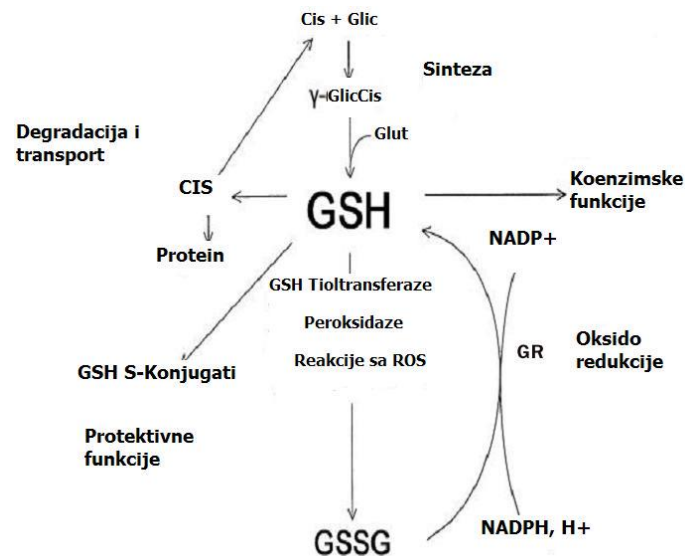 Cis + Glic
Sinteza
γ-GlicCis
Degradacija i
transport
Glut
CIS
GSH
Koenzimske
funkcije
Protein
NADP+
GSH Tioltransferaze
Peroksidaze
Reakcije sa ROS
GR
Oksido
redukcije
GSH S-Konjugati
Protektivne
funkcije
NADPH, H+
GSSG